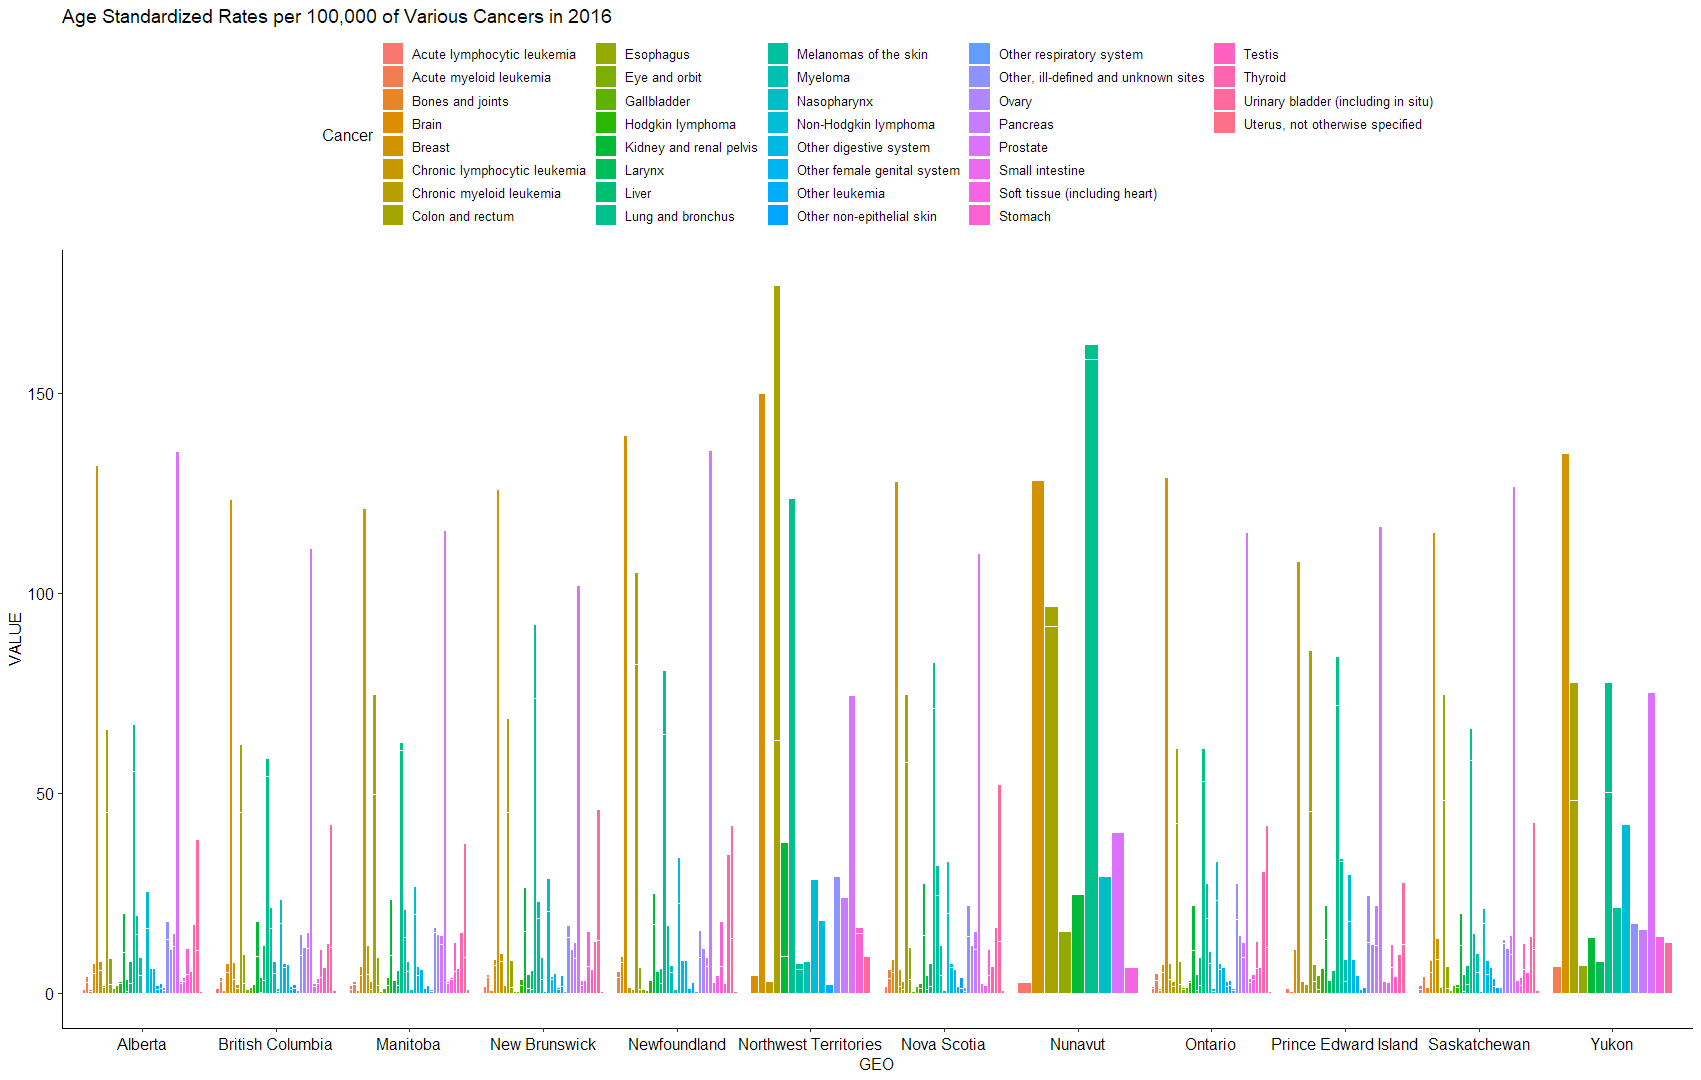 Age Standardized Rates per 100,000 of Various Cancers in 2016
Cancer
Acute lymphocytic leukemia
Acute myeloid leukemia
Bones and joints
Brain
Breast
Chronic lymphocytic leukemia
Chronic myeloid leukemia
Colon and rectum
Esophagus
Eye and orbit
Gallbladder
Hodgkin lymphoma
Kidney and renal pelvis
Larynx
Liver
Lung and bronchus
Melanomas of the skin
Myeloma
Nasopharynx
Non-Hodgkin lymphoma
Other digestive system
Other female genital system
Other leukemia
Other non-epithelial skin
Other respiratory system
Other, ill-defined and unknown sites
Ovary
Pancreas
Prostate
Small intestine
Soft tissue (including heart)
Stomach
Testis
Thyroid
Urinary bladder (including in situ)
Uterus, not otherwise specified
VALUE
150
100
50
0
Alberta
British Columbia
Manitoba
New Brunswick
Newfoundland
Northwest Territories
Nova Scotia
Nunavut
Ontario
Prince Edward Island
Saskatchewan
Yukon
GEO